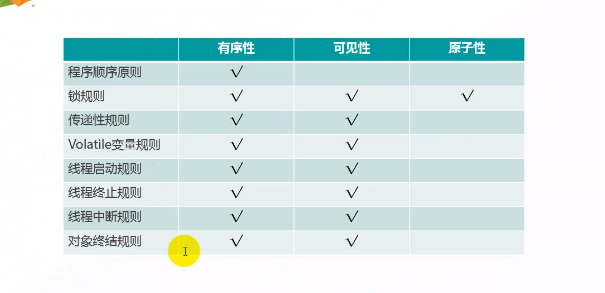 有序性 可见性 原子性
程序顺序原则 √
锁规则 √ √ √
传递性规则 √ √
Volatile变量规则 √ √
线程启动规则 √ √
线程终止规则 √ √
线程中断规则 √ √
对象终结规则 √ √